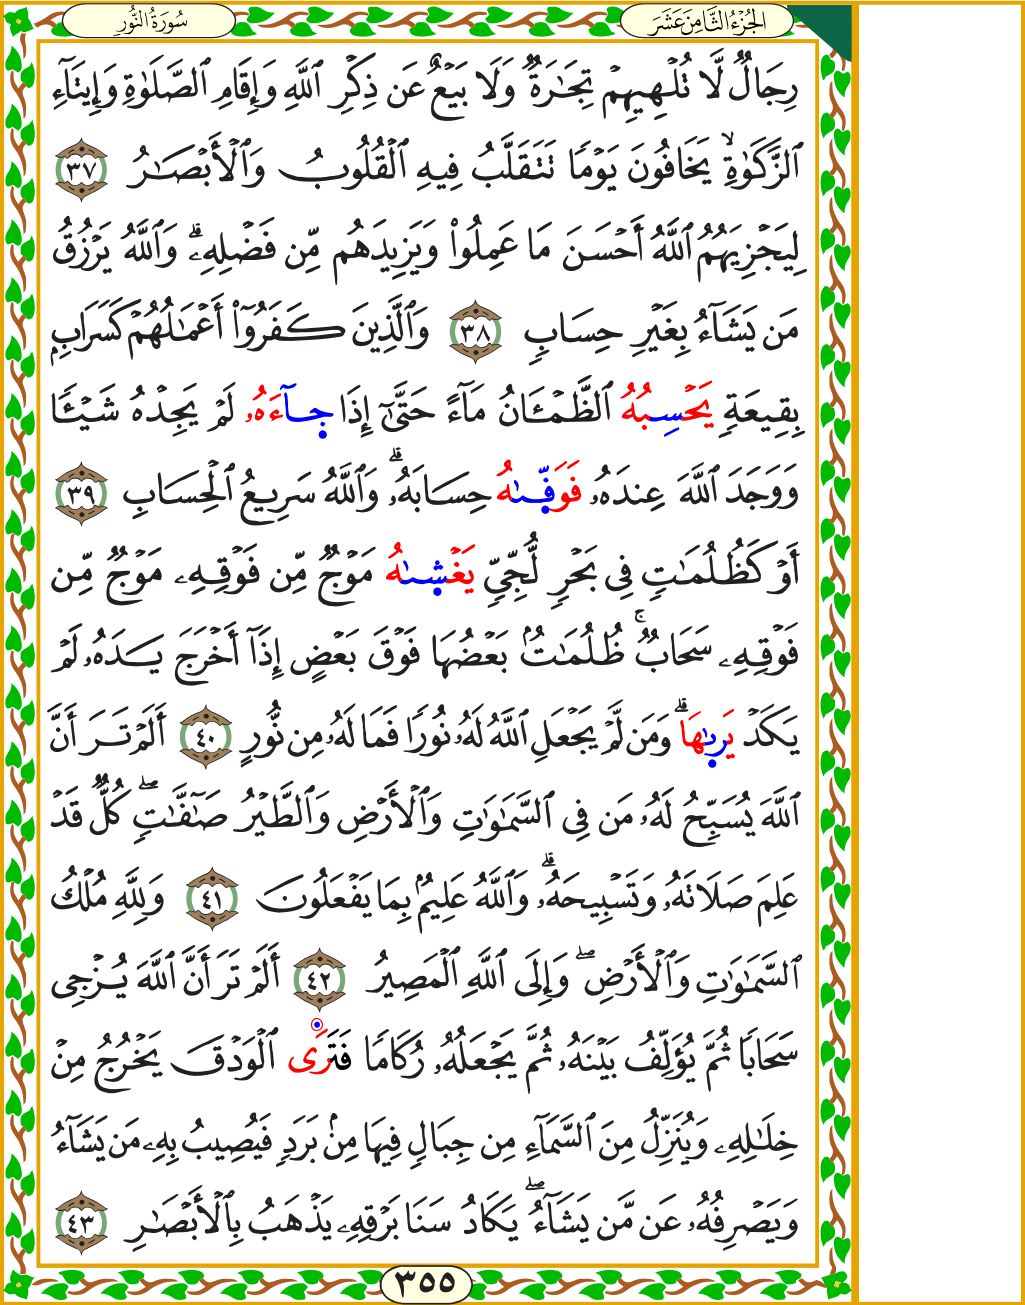 سُورَةُ النُّورِ
الجُزْءُ الثَّامِنَ عَشَرَ
رِجَالٌ لَّا تُلْهِيهِمْ تِجَٰرَةٌ وَلَا بَيْعٌ عَن ذِكْرِ ٱللَّهِ وَإِقَامِ ٱلصَّلَوٰةِ وَإِيتَآءِ
ٱلزَّكَوٰةِ ۙ يَخَافُونَ يَوْمًا تَتَقَلَّبُ فِيهِ ٱلْقُلُوبُ وَٱلْأَبْصَٰرُ ٣٧
لِيَجْزِيَهُمُ ٱللَّهُ أَحْسَنَ مَا عَمِلُوا۟ وَيَزِيدَهُم مِّن فَضْلِهِۦ ۗ وَٱللَّهُ يَرْزُقُ
مَن يَشَآءُ بِغَيْرِ حِسَابٍ ٣٨ وَٱلَّذِينَ كَفَرُوٓا۟ أَعْمَٰلُهُمْ كَسَرَابٍۭ
بِقِيعَةٍ يَحْسِبُهُ ٱلظَّمْـَٔانُ مَآءً حَتَّىٰٓ إِذَا جَآءَهُۥ لَمْ يَجِدْهُ شَيْـًٔا
وَوَجَدَ ٱللَّهَ عِندَهُۥ فَوَفَّىٰهُ حِسَابَهُۥ ۗ وَٱللَّهُ سَرِيعُ ٱلْحِسَابِ ٣٩
أَوْ كَظُلُمَٰتٍ فِى بَحْرٍ لُّجِّىٍّ يَغْشَىٰهُ مَوْجٌ مِّن فَوْقِهِۦ مَوْجٌ مِّن
فَوْقِهِۦ سَحَابٌ ۚ ظُلُمَٰتٌۢ بَعْضُهَا فَوْقَ بَعْضٍ إِذَآ أَخْرَجَ يَدَهُۥ لَمْ
يَكَدْ يَرَىٰهَا ۗ وَمَن لَّمْ يَجْعَلِ ٱللَّهُ لَهُۥ نُورًا فَمَا لَهُۥ مِن نُّورٍ ٤٠ أَلَمْ تَرَ أَنَّ
ٱللَّهَ يُسَبِّحُ لَهُۥ مَن فِى ٱلسَّمَٰوَٰتِ وَٱلْأَرْضِ وَٱلطَّيْرُ صَٰٓفَّٰتٍ ۖ كُلٌّ قَدْ
عَلِمَ صَلَاتَهُۥ وَتَسْبِيحَهُۥ ۗ وَٱللَّهُ عَلِيمٌۢ بِمَا يَفْعَلُونَ ٤١ وَلِلَّهِ مُلْكُ
ٱلسَّمَٰوَٰتِ وَٱلْأَرْضِ ۖ وَإِلَى ٱللَّهِ ٱلْمَصِيرُ ٤٢ أَلَمْ تَرَ أَنَّ ٱللَّهَ يُزْجِى
سَحَابًا ثُمَّ يُؤَلِّفُ بَيْنَهُۥ ثُمَّ يَجْعَلُهُۥ رُكَامًا فَتَرَى ٱلْوَدْقَ يَخْرُجُ مِنْ
خِلَٰلِهِۦ وَيُنَزِّلُ مِنَ ٱلسَّمَآءِ مِن جِبَالٍ فِيهَا مِنۢ بَرَدٍ فَيُصِيبُ بِهِۦ مَن يَشَآءُ
وَيَصْرِفُهُۥ عَن مَّن يَشَآءُ ۖ يَكَادُ سَنَا بَرْقِهِۦ يَذْهَبُ بِٱلْأَبْصَٰرِ ٤٣
٣٥٥